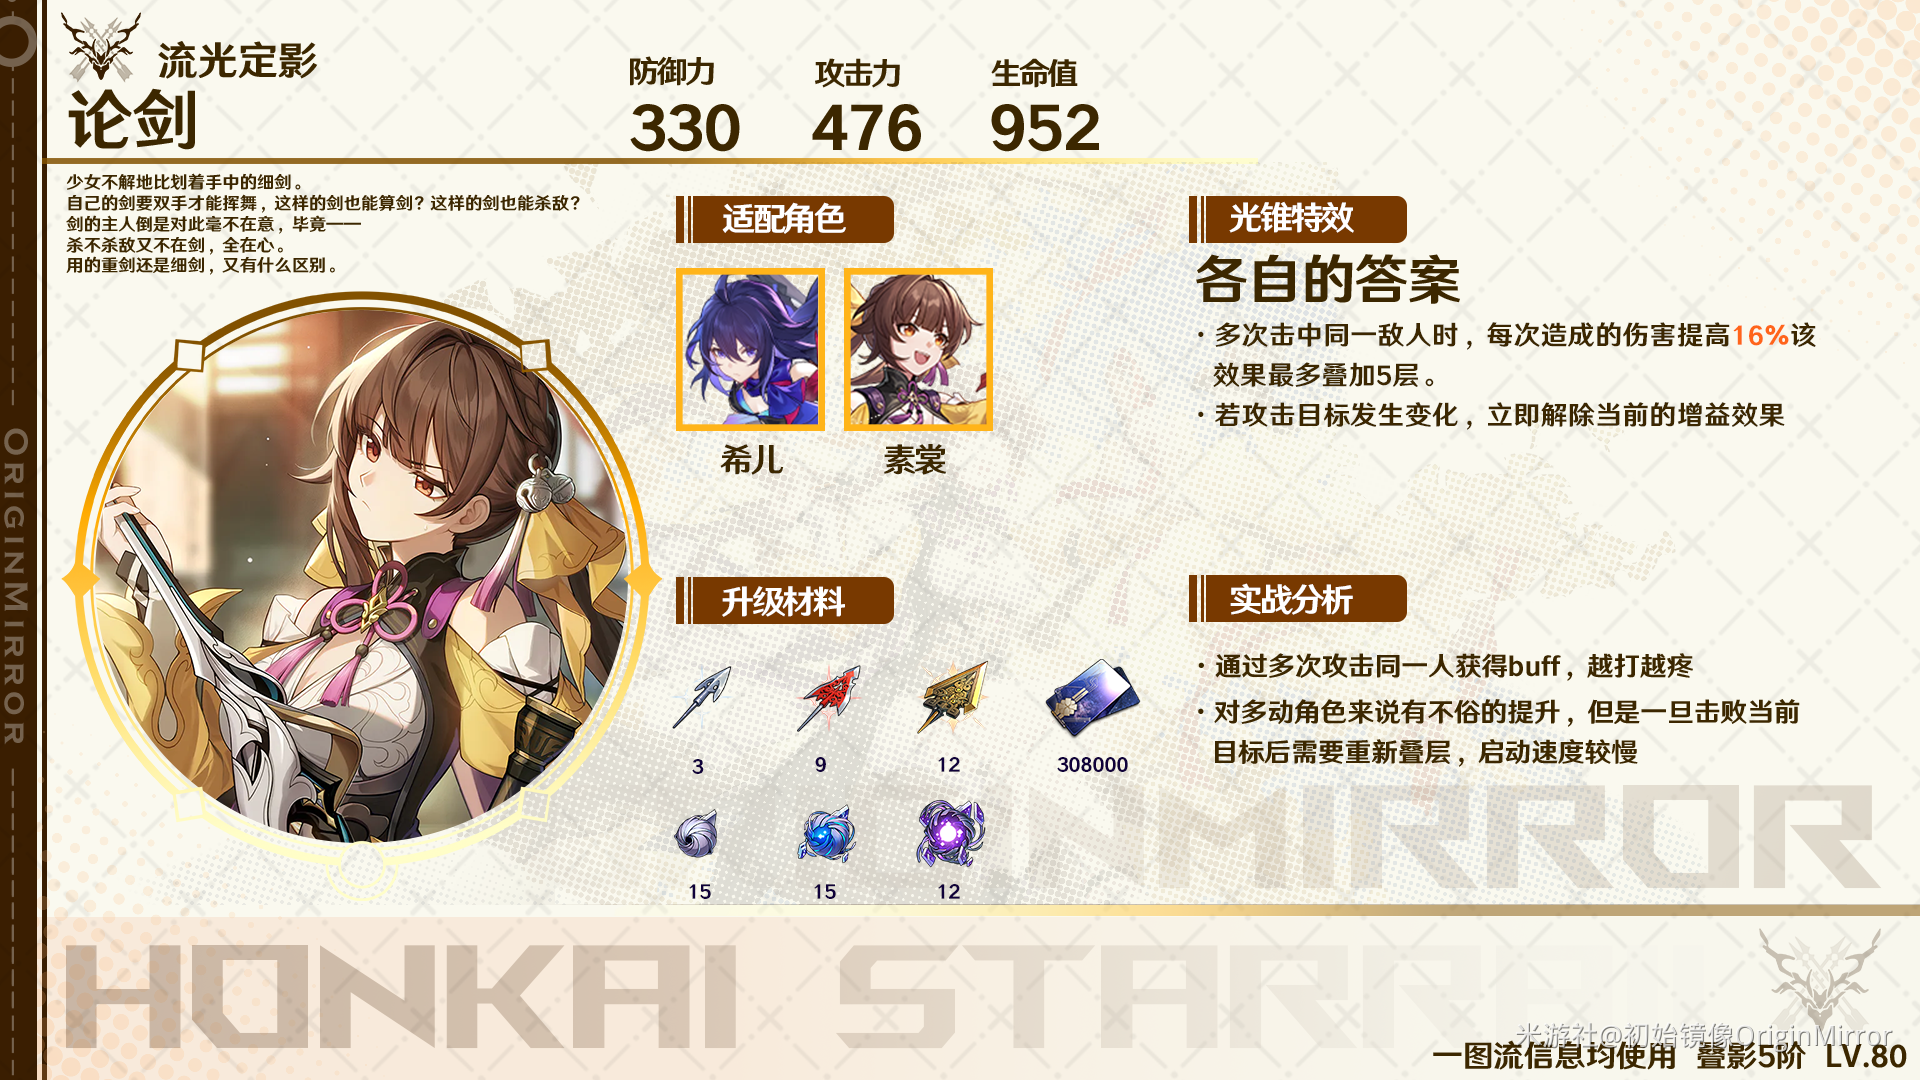 流光定影
论剑
防御力 攻击力 生命值
330 476 952
少女不解地比划着手中的细剑。
自己的剑要双手才能挥舞，这样的剑也能算剑？这样的剑也能杀敌？
剑的主人倒是对此毫不在意，毕竟——
杀不杀敌又不在剑，全在心。
用的重剑还是细剑，又有什么区别。
适配角色
希儿 素裳
光锥特效
各自的答案
·多次击中同一敌人时，每次造成的伤害提高16%该
效果最多叠加5层。
·若攻击目标发生变化，立即解除当前的增益效果
升级材料
3 9 12 308000
15 15 12
实战分析
·通过多次攻击同一人获得buff，越打越疼
·对多动角色来说有不俗的提升，但是一旦击败当前
目标后需要重新叠层，启动速度较慢
ORIGINMIRROR
NMIRROR
HONKAI STARRAIL
米游社@初始镜像OriginMirror
一图流信息均使用 叠影5阶 LV.80